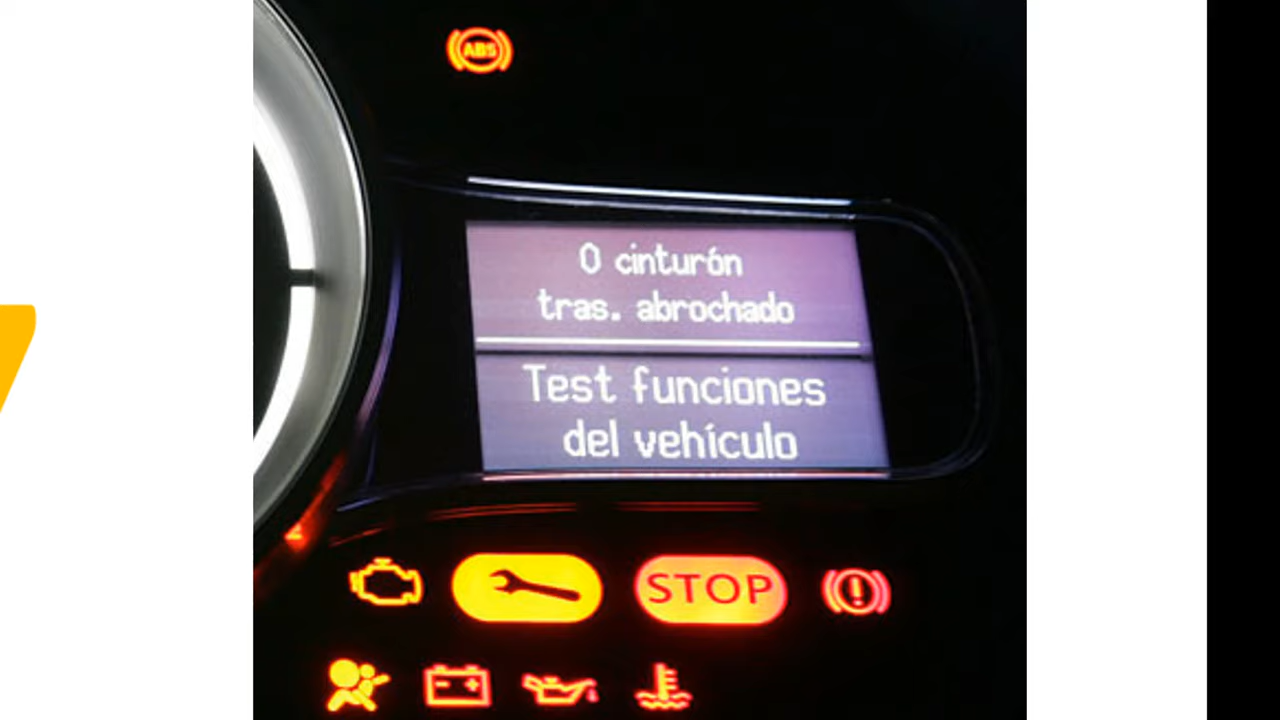 ABS
0 cinturón
tras. abrochado
Test funciones
del vehículo
STOP